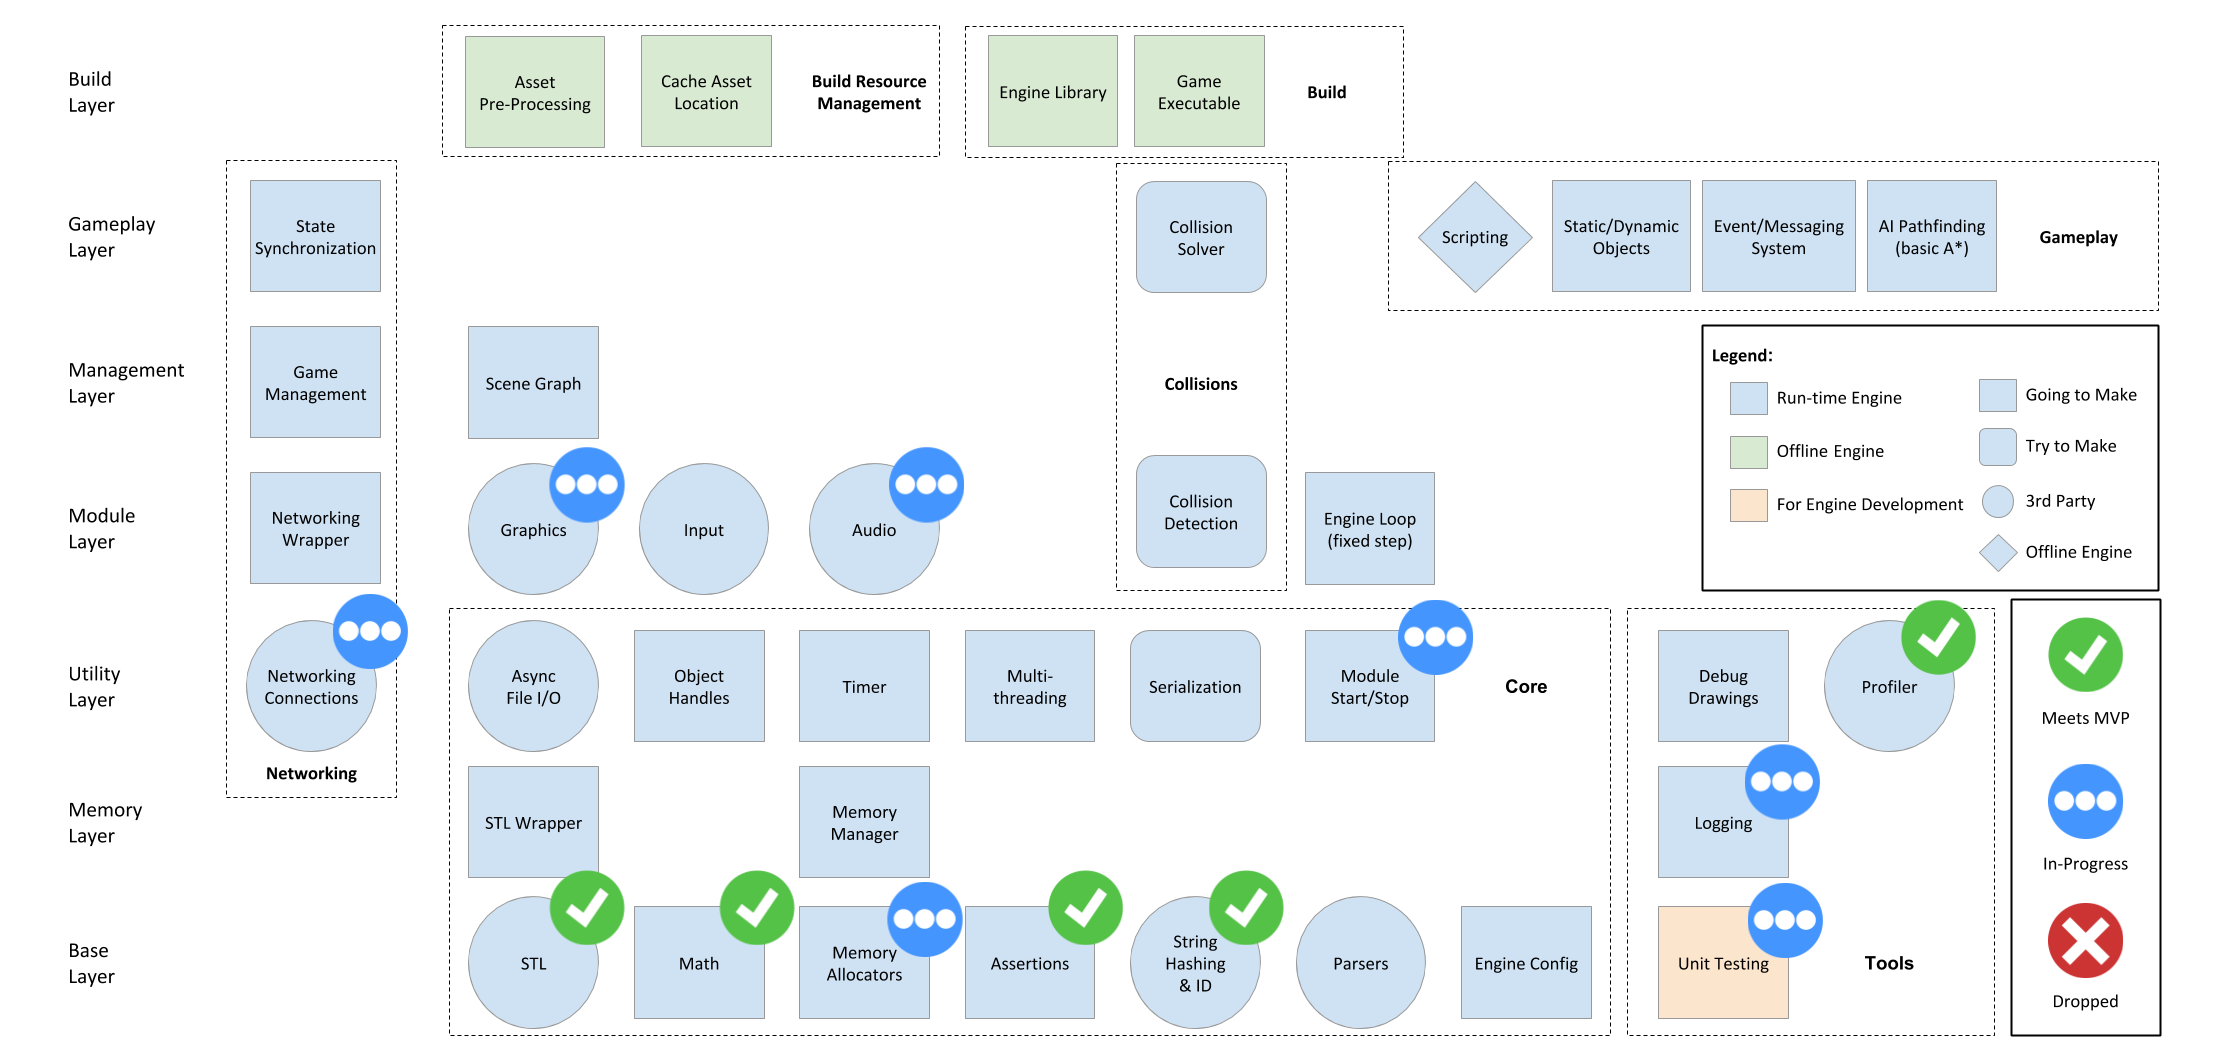 Build
Layer
Asset
Pre-Processing
Cache Asset
Location
Build Resource
Management
Engine Library
Game
Executable
Build
Gameplay
Layer
State
Synchronization
Collision
Solver
Scripting
Static/Dynamic
Objects
Event/Messaging
System
AI Pathfinding
(basic A*)
Gameplay
Management
Layer
Game
Management
Scene Graph
Collisions
Legend:
Run-time Engine
Going to Make
Offline Engine
Try to Make
For Engine Development
3rd Party
Offline Engine
Module
Layer
Networking
Wrapper
Graphics
Input
Audio
Collision
Detection
Engine Loop
(fixed step)
Utility
Layer
Networking
Connections
Networking
Async
File I/O
Object
Handles
Timer
Multi-
threading
Serialization
Module
Start/Stop
Core
Debug
Drawings
Profiler
Meets MVP
Memory
Layer
STL Wrapper
Memory
Manager
Logging
In-Progress
Base
Layer
STL
Math
Memory
Allocators
Assertions
String
Hashing
& ID
Parsers
Engine Config
Unit Testing
Tools
Dropped